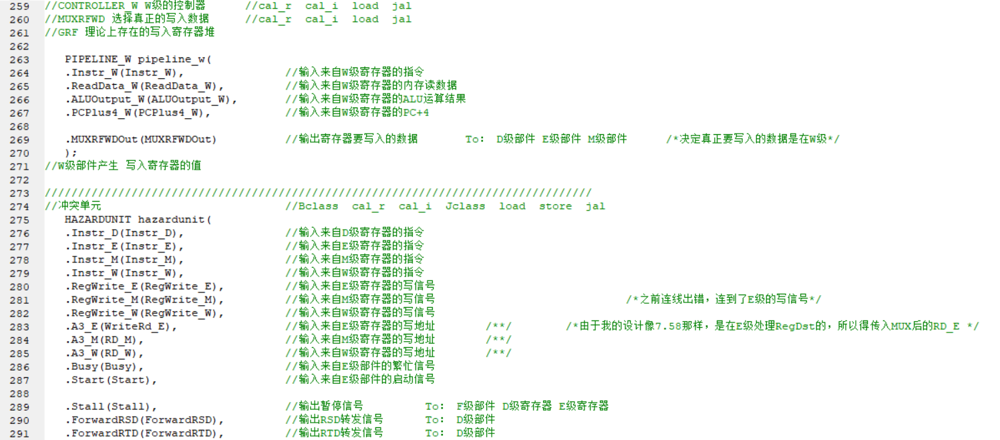 259 //CONTROLLER_W W级的控制器 //cal_r cal_i load jal
260 //MUXRFWD 选择真正的写入数据 //cal_r cal_i load jal
261 //GRF 理论上存在的写入寄存器堆
262
263 PIPELINE_W pipeline_w(
264 .Instr_W(Instr_W), //输入来自W级寄存器的指令
265 .ReadData_W(ReadData_W), //输入来自W级寄存器的内存读数据
266 .ALUOutput_W(ALUOutput_W), //输入来自W级寄存器的ALU运算结果
267 .PCPlus4_W(PCPlus4_W), //输入来自W级寄存器的PC+4
268
269 .MUXRFWDOut(MUXRFWDOut) //输出寄存器要写入的数据 To: D级部件 E级部件 M级部件 /*决定真正要写入的数据是在W级*/
270 );
271 //W级部件产生 写入寄存器的值
272
273 //////////////////////////////////////////////////////////////////////////////////
274 //冲突单元 //Bclass cal_r cal_i Jclass load store jal
275 HAZARDUNIT hazardunit(
276 .Instr_D(Instr_D), //输入来自D级寄存器的指令
277 .Instr_E(Instr_E), //输入来自E级寄存器的指令
278 .Instr_M(Instr_M), //输入来自M级寄存器的指令
279 .Instr_W(Instr_W), //输入来自W级寄存器的指令
280 .RegWrite_E(RegWrite_E), //输入来自E级寄存器的写信号
281 .RegWrite_M(RegWrite_M), //输入来自M级寄存器的写信号 /*之前连线出错，连到了E级的写信号*/
282 .RegWrite_W(RegWrite_W), //输入来自W级寄存器的写信号
283 .A3_E(WriteRd_E), //输入来自E级寄存器的写地址 /**/ /*由于我的设计像7.58那样，是在E级处理RegDst的，所以得传入MUX后的RD_E */
284 .A3_M(RD_M), //输入来自M级寄存器的写地址 /**/
285 .A3_W(RD_W), //输入来自W级寄存器的写地址 /**/
286 .Busy(Busy), //输入来自E级部件的繁忙信号
287 .Start(Start), //输入来自E级部件的启动信号
288
289 .Stall(Stall), //输出暂停信号 To: F级部件 D级寄存器 E级寄存器
290 .ForwardRSD(ForwardRSD), //输出RSD转发信号 To: D级部件
291 .ForwardRTD(ForwardRTD), //输出RTD转发信号 To: D级部件